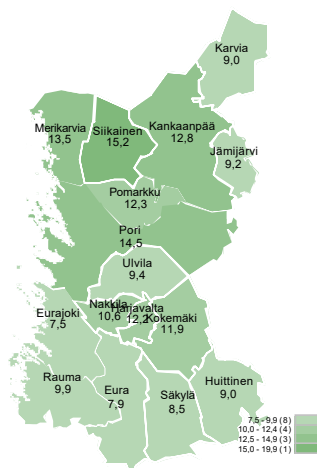 Karvia
9,0
Merikarvia
13,5
Siikainen
15,2
Kankaanpää
12,8
Jämijärvi
9,2
Pomarkku
12,3
Pori
14,5
Ulvila
9,4
Nakkila
10,6
Harjavalta
12,2
Kokemäki
11,9
Eurajoki
7,5
Rauma
9,9
Eura
7,9
Säkylä
8,5
Huittinen
9,0
7,5 - 9,9 (8)
10,0 - 12,4 (4)
12,5 - 14,9 (3)
15,0 - 19,9 (1)